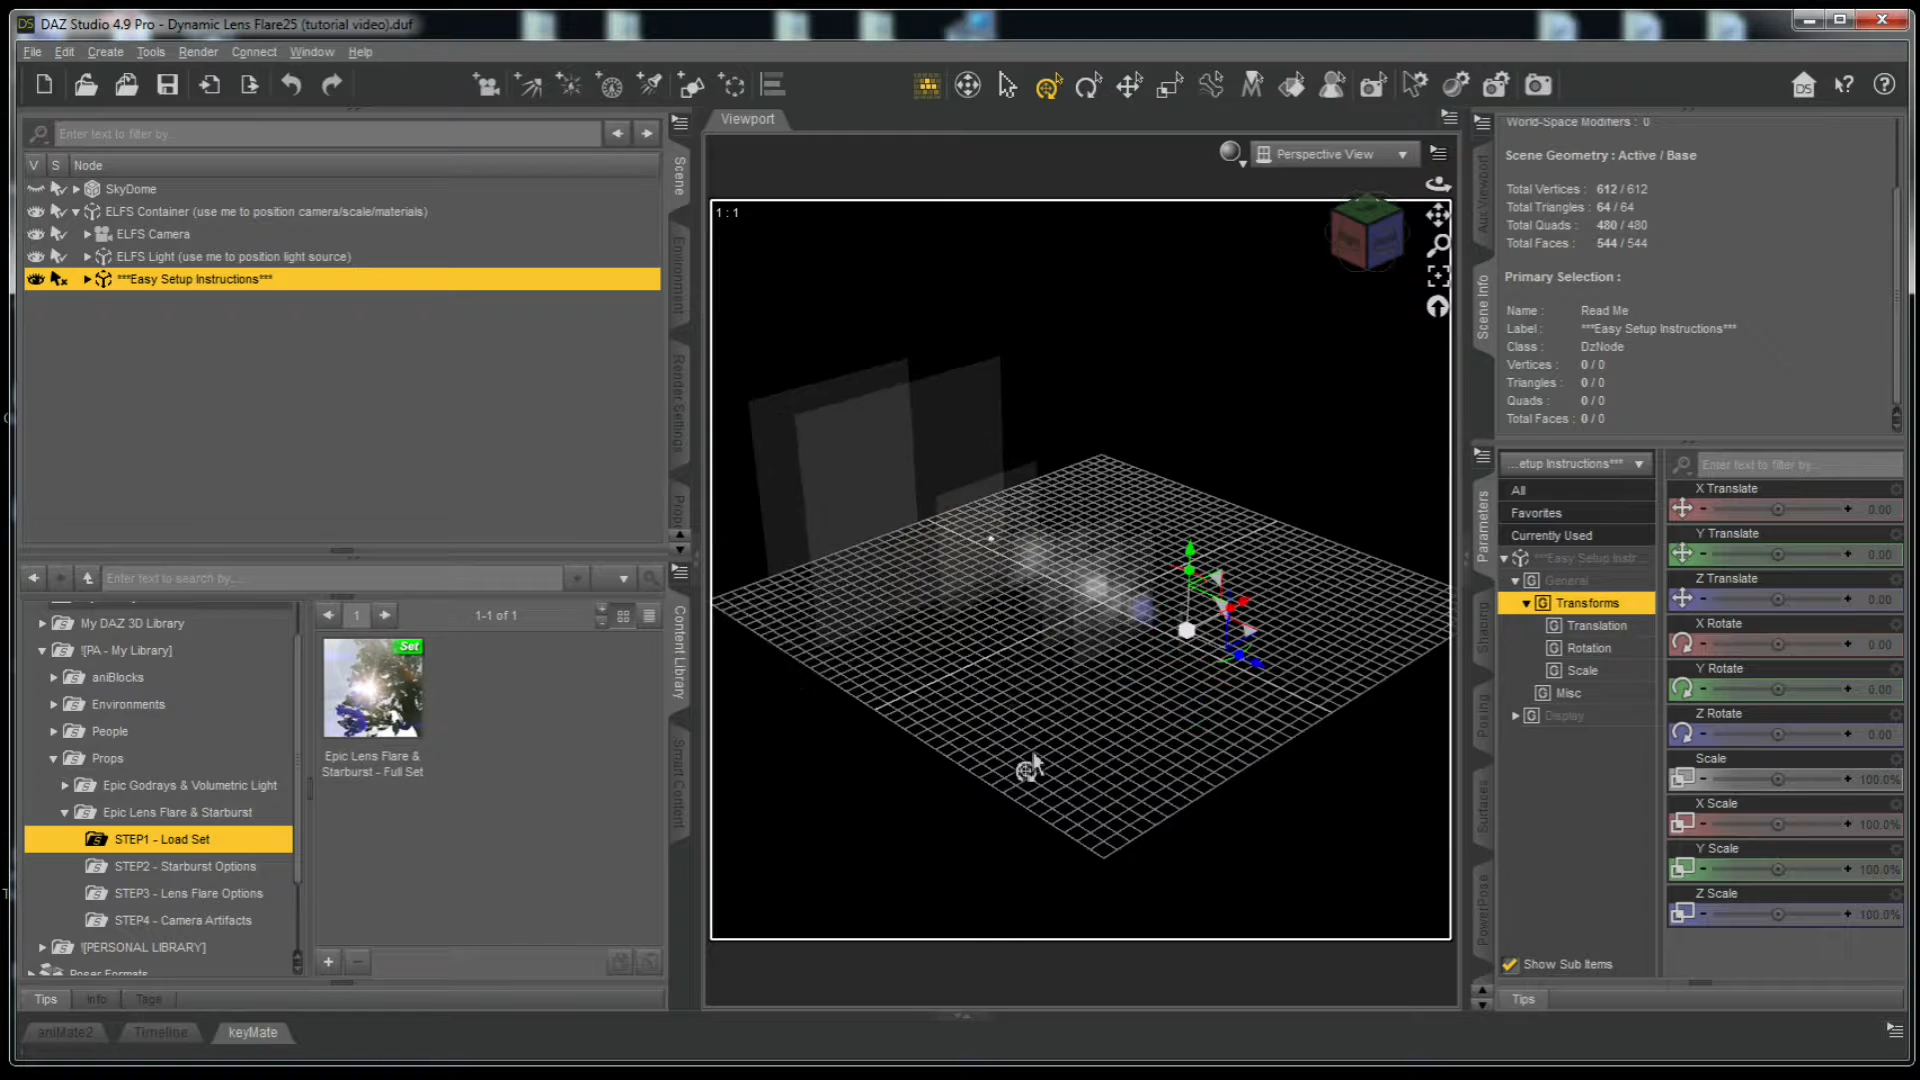 DAZ Studio 4.9 Pro - Dynamic Lens Flare25 (tutorial video).duf
File Edit Create Tools Render Connect Window Help
Enter text to filter by...
V S Node
SkyDome
ELFS Container (use me to position camera/scale/materials)
ELFS Camera
ELFS Light (use me to position light source)
***Easy Setup Instructions***
Scene
Environment
Render Settings
Viewport
Perspective View
1 : 1
Aux Viewport
Scene Info
World-Space Modifiers : 0
Scene Geometry : Active / Base
Total Vertices : 612 / 612
Total Triangles : 64 / 64
Total Quads : 480 / 480
Total Faces : 544 / 544
Primary Selection :
Name : Read Me
Label : ***Easy Setup Instructions***
Class : DzNode
Vertices : 0 / 0
Triangles : 0 / 0
Quads : 0 / 0
Total Faces : 0 / 0
Enter text to search by...
My DAZ 3D Library
![PA - My Library]
aniBlocks
Environments
People
Props
Epic Godrays & Volumetric Light
Epic Lens Flare & Starburst
STEP1 - Load Set
STEP2 - Starburst Options
STEP3 - Lens Flare Options
STEP4 - Camera Artifacts
![PERSONAL LIBRARY]
Poser Formats
1
1-1 of 1
Set
Epic Lens Flare &
Starburst - Full Set
Content Library
Smart Content
Tips Info Tags
aniMate2 Timeline keyMate
Parameters
Shaping
Posing
Surfaces
PowerPose
...etup Instructions***
Enter text to filter by...
All
Favorites
Currently Used
***Easy Setup Instr
General
Transforms
Translation
Rotation
Scale
Misc
Display
Show Sub Items
Tips
X Translate
0.00
Y Translate
0.00
Z Translate
0.00
X Rotate
0.00
Y Rotate
0.00
Z Rotate
0.00
Scale
100.0%
X Scale
100.0%
Y Scale
100.0%
Z Scale
100.0%